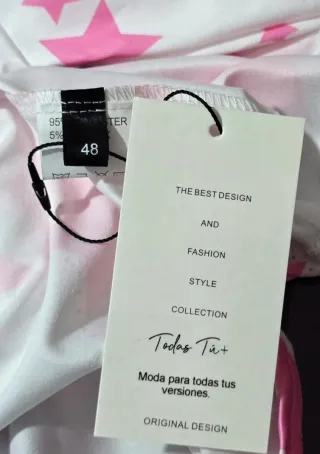 95%
5%
48
THE BEST DESIGN
AND
FASHION
STYLE
COLLECTION
Todas Tú+
Moda para todas tus
versiones.
ORIGINAL DESIGN